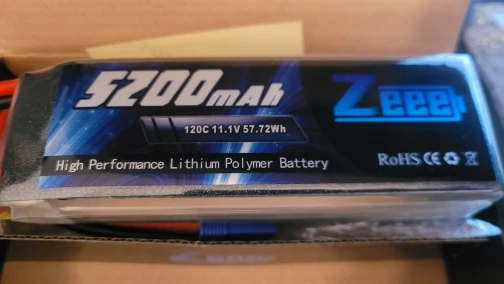 5200mAh
Zeee
120C 11.1V 57.72Wh
High Performance Lithium Polymer Battery
RoHS CE